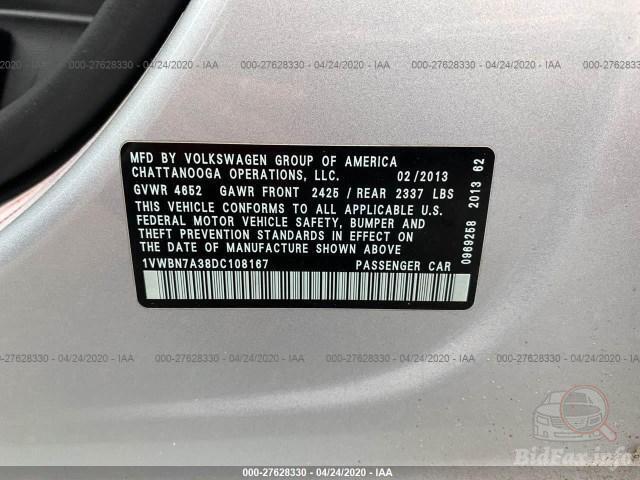 000-27628330 - 04/24/2020 - IAA
MFD BY VOLKSWAGEN GROUP OF AMERICA
CHATTANOOGA OPERATIONS, LLC. 02/2013
GVWR 4652 GAWR FRONT 2425 / REAR 2337 LBS
THIS VEHICLE CONFORMS TO ALL APPLICABLE U.S.
FEDERAL MOTOR VEHICLE SAFETY, BUMPER AND
THEFT PREVENTION STANDARDS IN EFFECT ON
THE DATE OF MANUFACTURE SHOWN ABOVE
1VWBN7A38DC108167 PASSENGER CAR
0969258 2013 62
000-27628330 - 04/24/2020 - IAA
000-27628330 - 04/24/2020 - IAA
BidFax.info